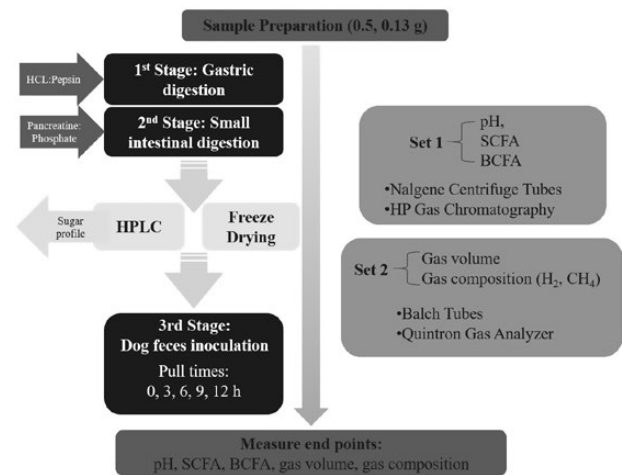 Sample Preparation (0.5, 0.13 g)
HCL:Pepsin
1st Stage: Gastric
digestion
Pancreatine:
Phosphate
2nd Stage: Small
intestinal digestion
Sugar
profile
HPLC
Freeze
Drying
3rd Stage:
Dog feces inoculation
Pull times:
0, 3, 6, 9, 12 h
Set 1
pH,
SCFA
BCFA
•Nalgene Centrifuge Tubes
•HP Gas Chromatography
Set 2
Gas volume
Gas composition (H2, CH4)
•Balch Tubes
•Quintron Gas Analyzer
Measure end points:
pH, SCFA, BCFA, gas volume, gas composition